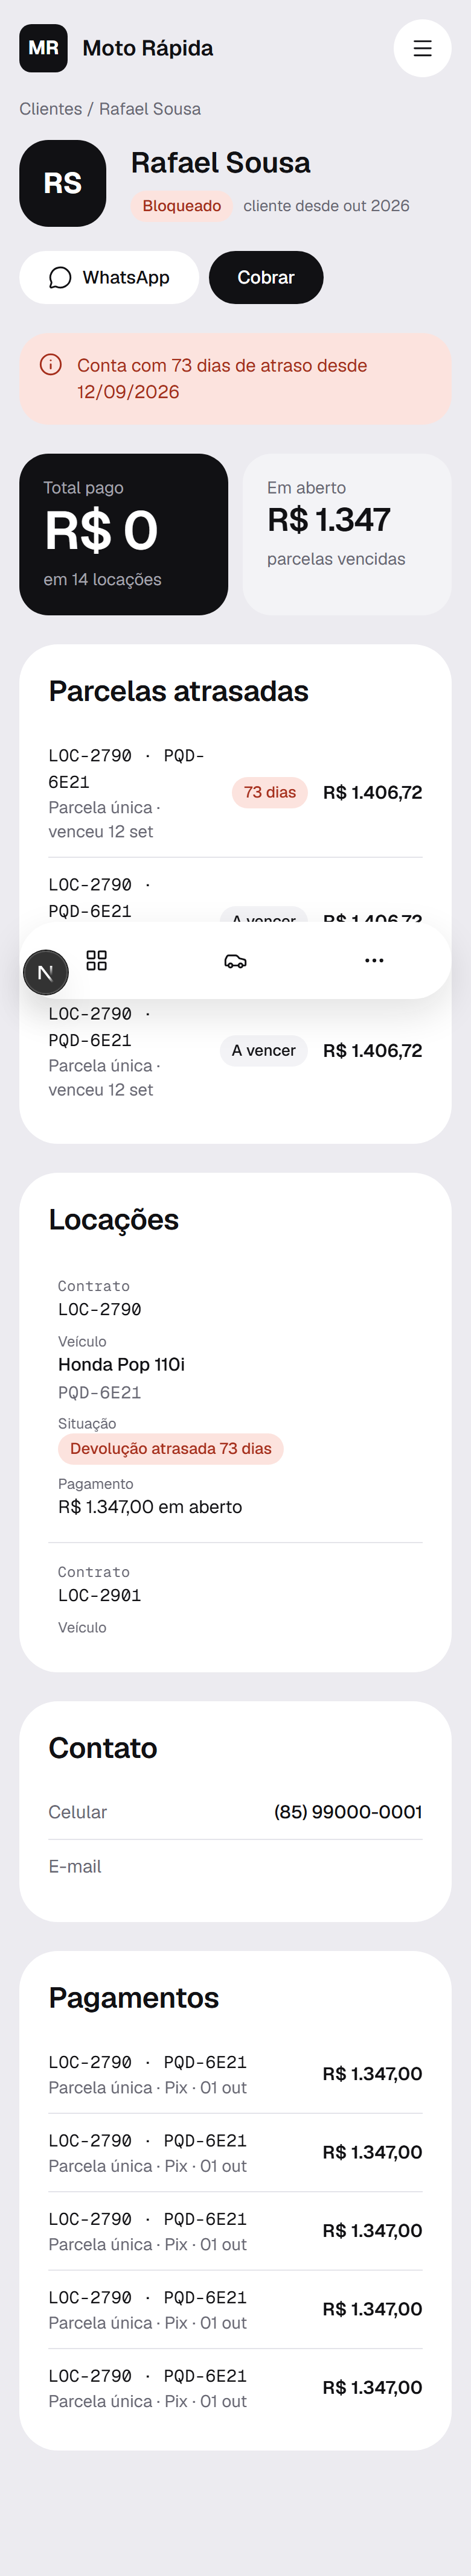 MR Moto Rápida
Clientes / Rafael Sousa
RS
Rafael Sousa
Bloqueado cliente desde out 2026
WhatsApp Cobrar
Conta com 73 dias de atraso desde
12/09/2026
Total pago
R$ 0
em 14 locações
Em aberto
R$ 1.347
parcelas vencidas
Parcelas atrasadas
LOC-2790 · PQD-
6E21
Parcela única ·
venceu 12 set
73 dias R$ 1.406,72
LOC-2790 ·
PQD-6E21
A vencer R$ 1.406,72
N
LOC-2790 ·
PQD-6E21
Parcela única ·
venceu 12 set
A vencer R$ 1.406,72
Locações
Contrato
LOC-2790
Veículo
Honda Pop 110i
PQD-6E21
Situação
Devolução atrasada 73 dias
Pagamento
R$ 1.347,00 em aberto
Contrato
LOC-2901
Veículo
Contato
Celular (85) 99000-0001
E-mail
Pagamentos
LOC-2790 · PQD-6E21
Parcela única · Pix · 01 out
R$ 1.347,00
LOC-2790 · PQD-6E21
Parcela única · Pix · 01 out
R$ 1.347,00
LOC-2790 · PQD-6E21
Parcela única · Pix · 01 out
R$ 1.347,00
LOC-2790 · PQD-6E21
Parcela única · Pix · 01 out
R$ 1.347,00
LOC-2790 · PQD-6E21
Parcela única · Pix · 01 out
R$ 1.347,00